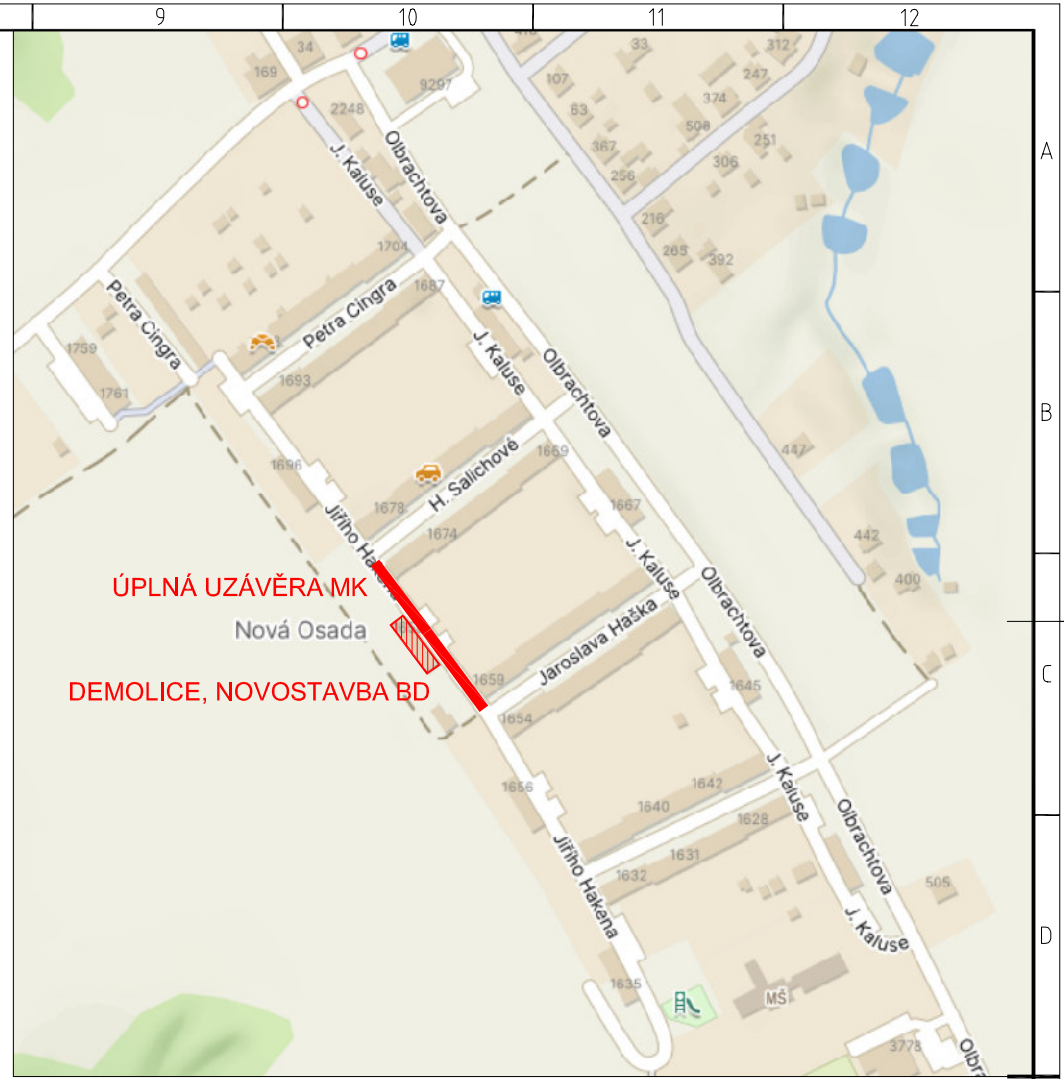 9
10
11
12
A
B
C
D
34
169
9297
2248
33
312
107
247
63
374
508
251
367
306
256
216
265
392
Olbrachtova
J. Kaluse
1704
1687
Petra Cingra
Petra Cingra
1759
1761
1693
J. Kaluse
Olbrachtova
447
442
400
1696
1669
H. Salichové
1678
1674
1667
Jiřího Hakena
J. Kaluse
Olbrachtova
ÚPLNÁ UZÁVĚRA MK
Nová Osada
DEMOLICE, NOVOSTAVBA BD
Jaroslava Haška
1659
1654
1645
1656
1642
1640
1628
J. Kaluse
Olbrachtova
1631
1632
Jiřího Hakena
505
J. Kaluse
1635
MŠ
3778
Olbra